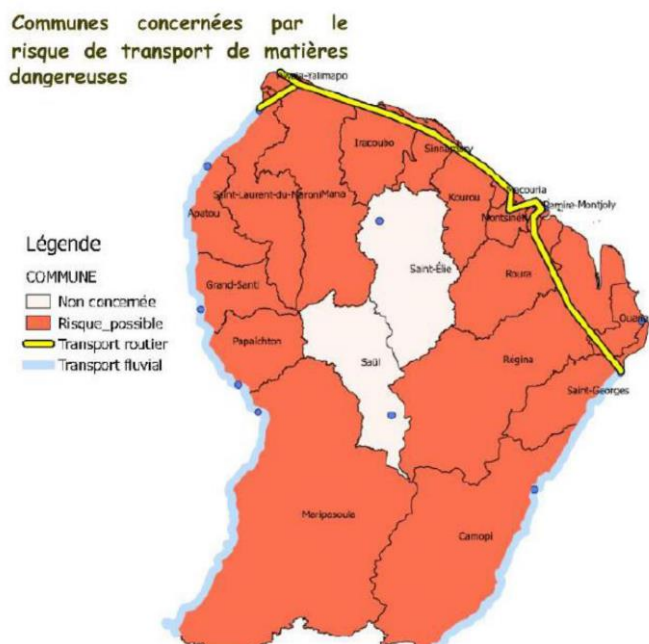 Communes concernées par le
risque de transport de matières
dangereuses
Iracoubo
Sinnamary
Saint-Laurent-du-Maroni
Mana
Kourou
Macouria
Remire-Montjoly
Montsinéry
Apatou
Légende
COMMUNE
Non concernée
Risque_possible
Transport routier
Transport fluvial
Saint-Élie
Roura
Grand-Santi
Ouanary
Papaïchton
Saül
Régina
Saint-Georges
Maripasoula
Camopi